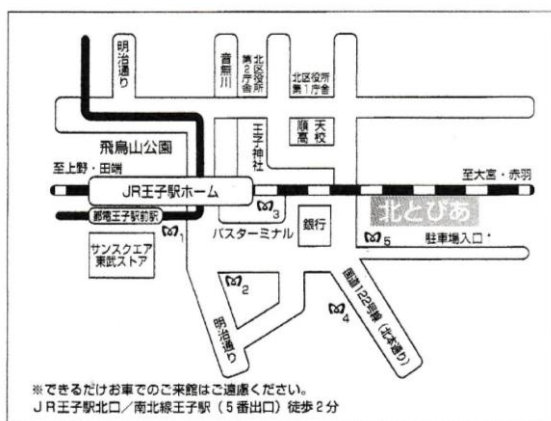 明治通り
音無川
北区役所
第2庁舎
北区役所
第1庁舎
飛鳥山公園
王子神社
順天
高校
至上野・田端
JR王子駅ホーム
至大宮・赤羽
都電王子駅前駅
北とぴあ
サンスクエア
東武ストア
1
バスターミナル
3
銀行
5
駐車場入口
2
明治通り
4
国道122号線(北本通り)
※できるだけお車でのご来館はご遠慮ください。
JR王子駅北口/南北線王子駅(5番出口)徒歩2分